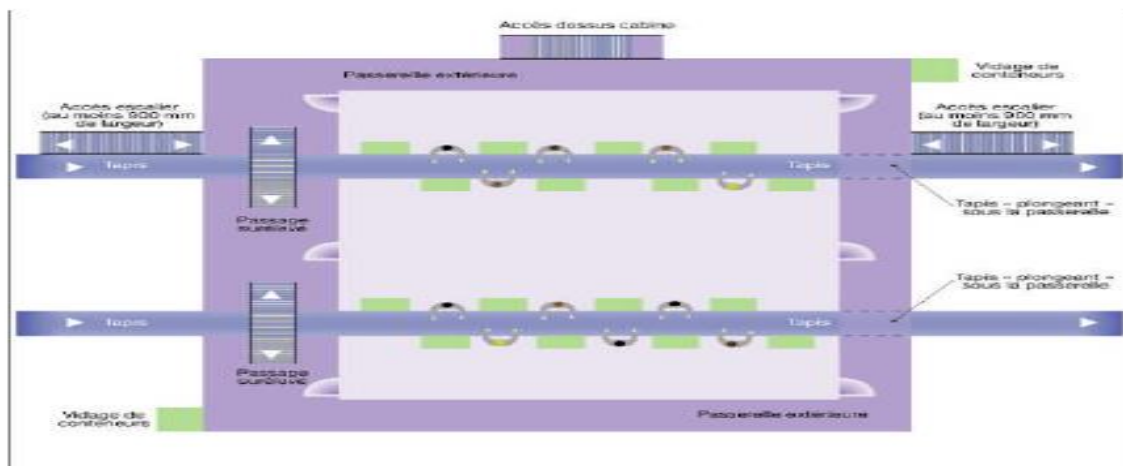 Accès dessus cabine
Passerelle extérieure
Vidage de
conteneurs
Accès escalier
(au moins 900 mm
de largeur)
Accès escalier
(au moins 900 mm
de largeur)
Tapis
Tapis
Passage
surélevé
Tapis « plongeant »
sous la passerelle
Tapis « plongeant »
sous la passerelle
Tapis
Tapis
Passage
surélevé
Vidage de
conteneurs
Passerelle extérieure